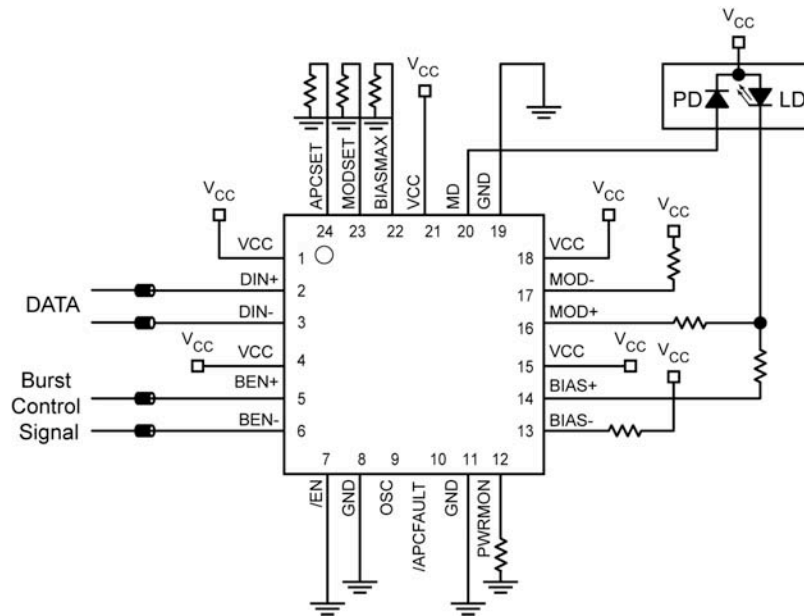 VCC
PD
LD
VCC
APCSET
MODSET
BIASMAX
VCC
MD
GND
24
23
22
21
20
19
VCC
VCC
1
18
VCC
VCC
DATA
DIN+
2
17
MOD-
DIN-
3
16
MOD+
VCC
VCC
4
15
VCC
VCC
VCC
Burst
Control
Signal
BEN+
5
14
BIAS+
BEN-
6
13
BIAS-
7
8
9
10
11
12
/EN
GND
OSC
/APCFAULT
GND
PWRMON